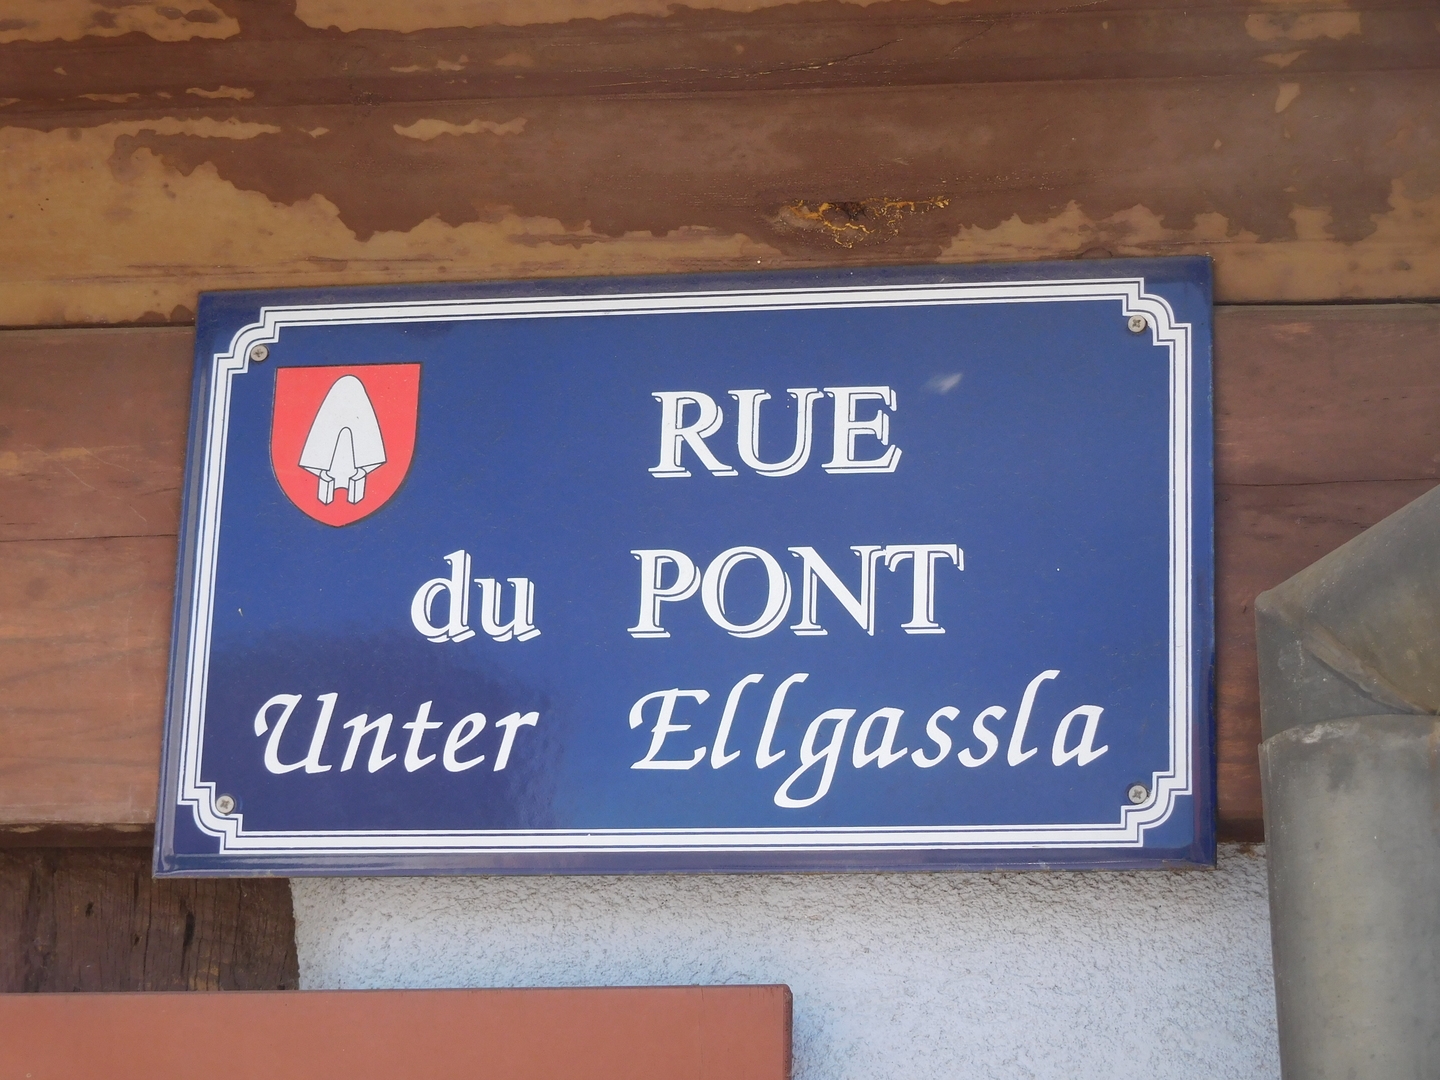 RUE
du PONT
Unter Ellgassla